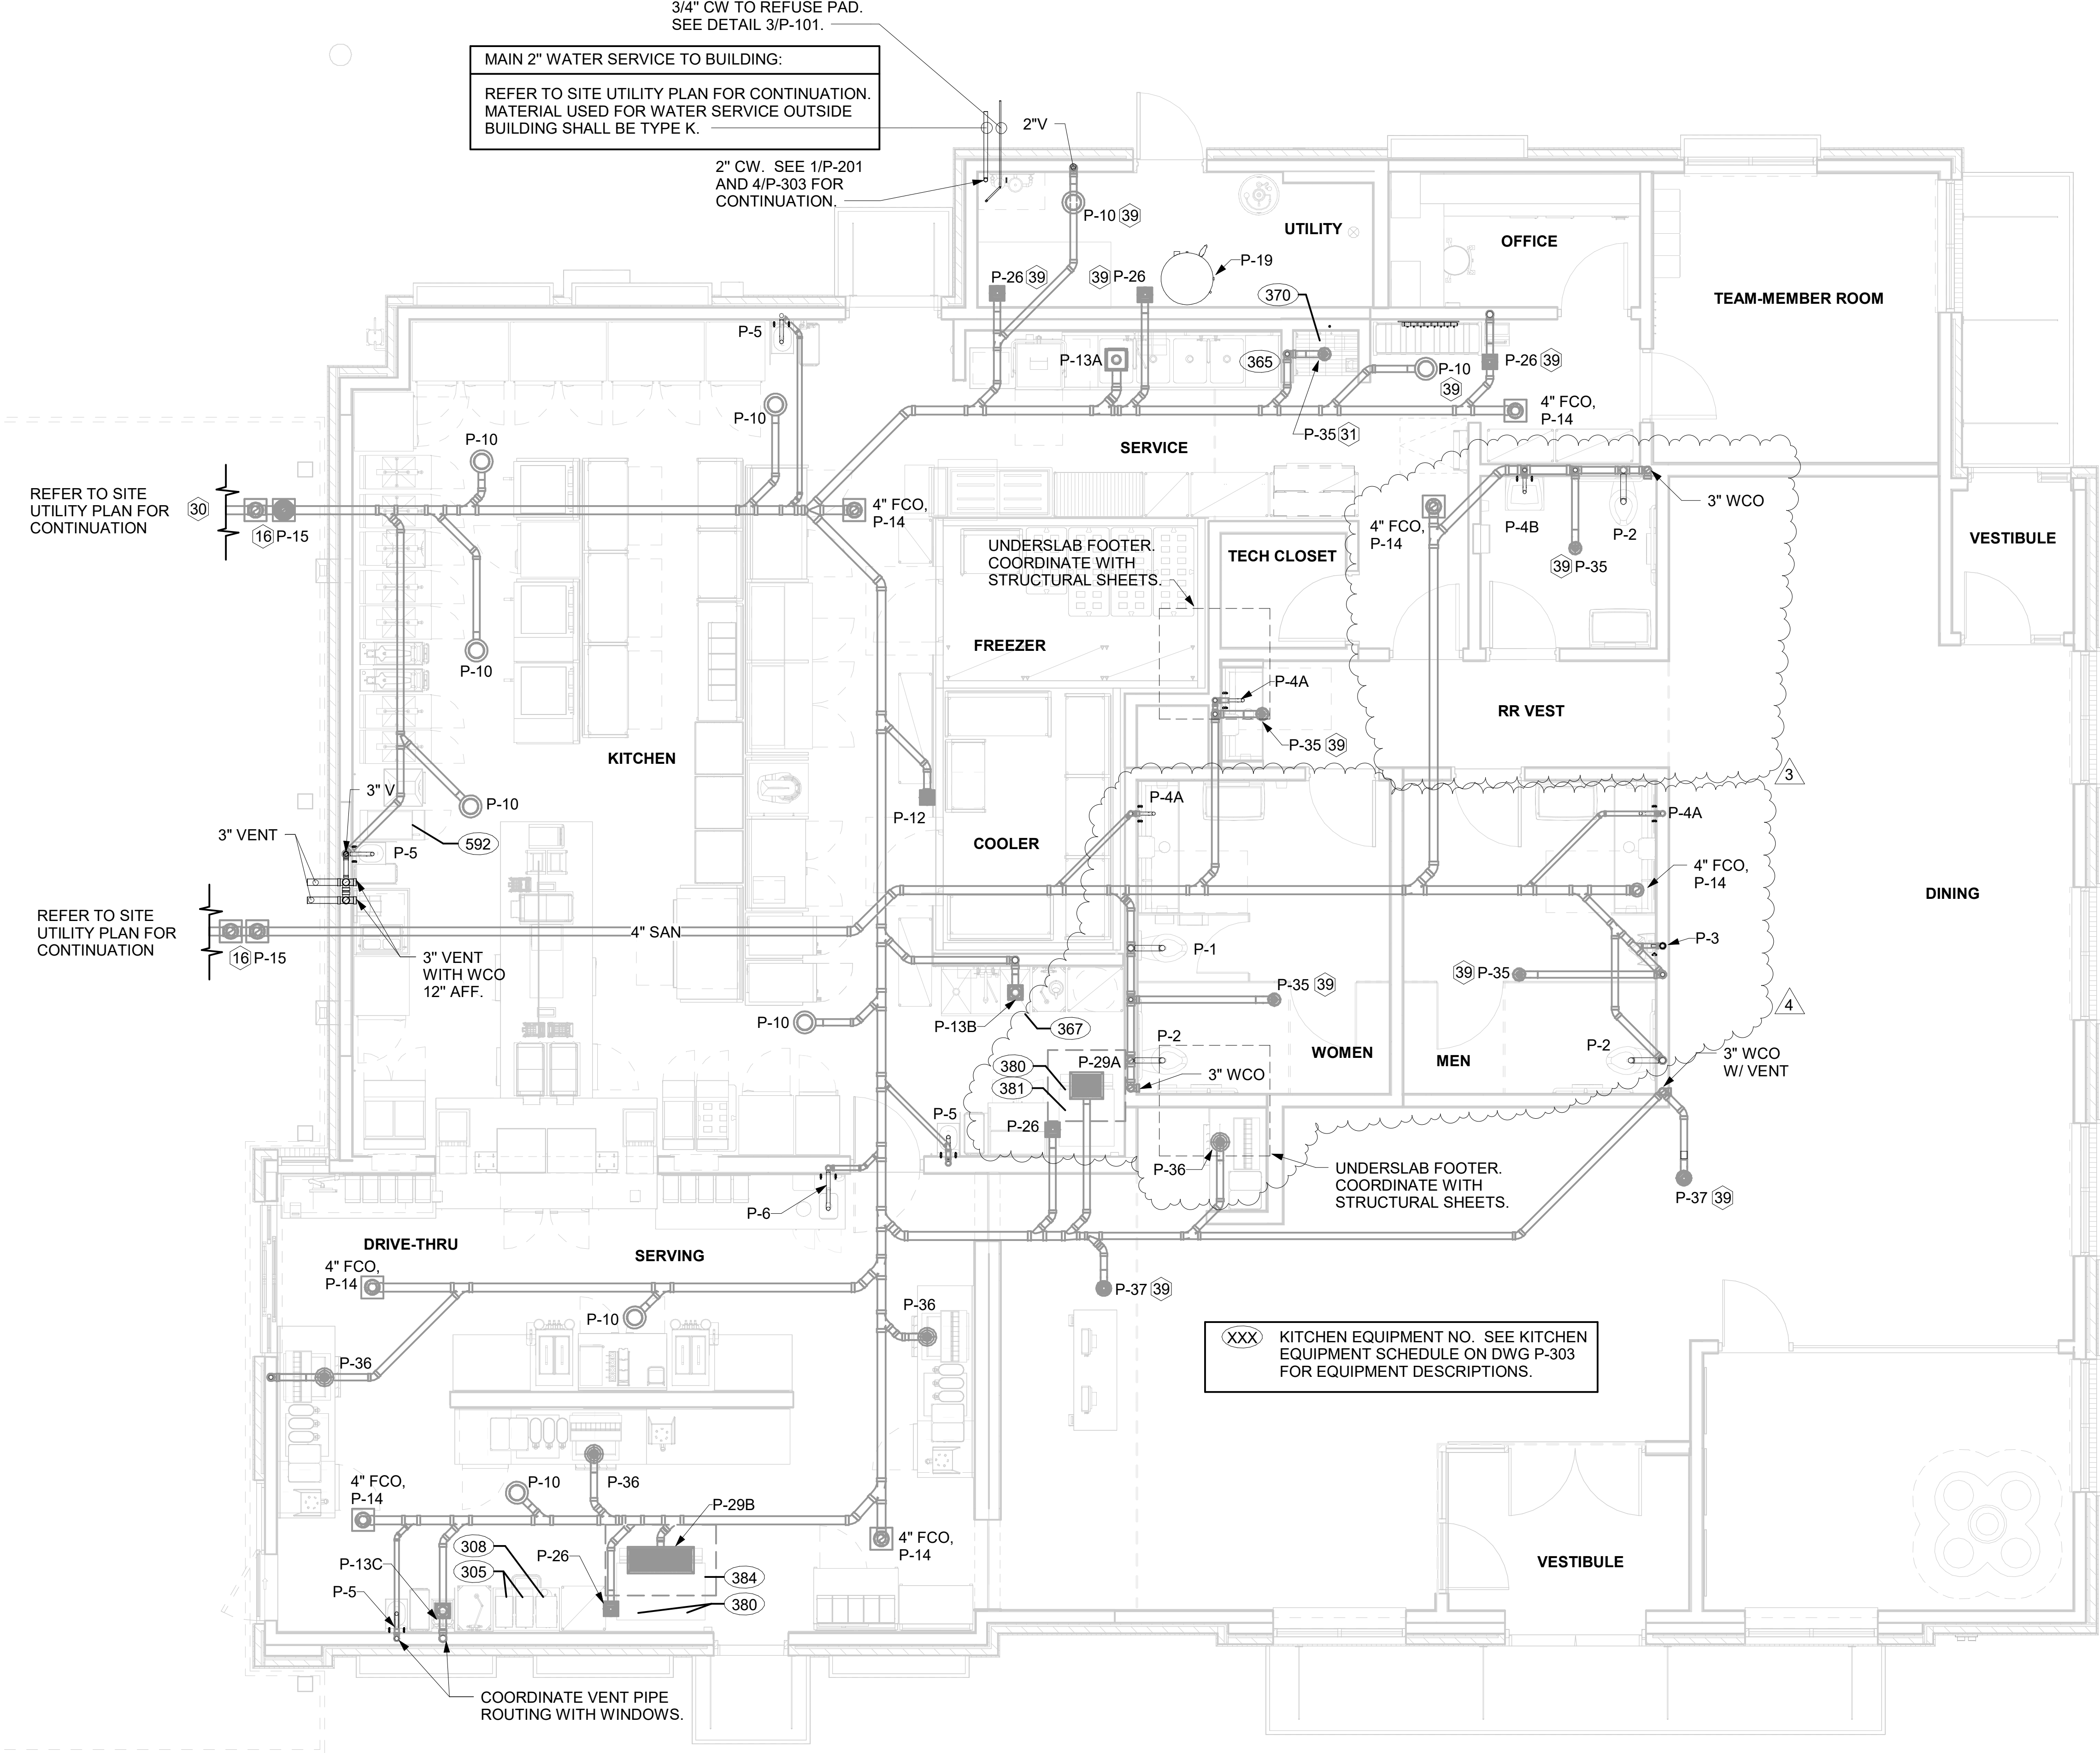 3/4" CW TO REFUSE PAD.
SEE DETAIL 3/P-101.
MAIN 2" WATER SERVICE TO BUILDING:
REFER TO SITE UTILITY PLAN FOR CONTINUATION.
MATERIAL USED FOR WATER SERVICE OUTSIDE
BUILDING SHALL BE TYPE K.
2"V
2" CW. SEE 1/P-201
AND 4/P-303 FOR
CONTINUATION.
P-10 39
UTILITY
OFFICE
P-19
P-26 39
39 P-26
370
TEAM-MEMBER ROOM
P-5
P-13A
365
P-10
39
P-26 39
4" FCO,
P-14
P-10
P-35 31
P-10
SERVICE
REFER TO SITE
UTILITY PLAN FOR
CONTINUATION
30
16 P-15
4" FCO,
P-14
4" FCO,
P-14
P-4B
P-2
3" WCO
VESTIBULE
UNDERSLAB FOOTER.
COORDINATE WITH
STRUCTURAL SHEETS.
TECH CLOSET
39 P-35
FREEZER
P-10
P-4A
RR VEST
P-35 39
KITCHEN
3
3" V
P-10
P-4A
P-4A
P-12
3" VENT
592
P-5
COOLER
4" FCO,
P-14
DINING
REFER TO SITE
UTILITY PLAN FOR
CONTINUATION
4" SAN
16 P-15
3" VENT
WITH WCO
12" AFF.
P-1
P-3
39 P-35
P-35 39
4
P-10
P-13B
367
P-2
WOMEN
MEN
P-2
3" WCO
W/ VENT
380
P-29A
381
3" WCO
P-5
P-26
P-36
UNDERSLAB FOOTER.
COORDINATE WITH
STRUCTURAL SHEETS.
P-37 39
P-6
DRIVE-THRU
SERVING
4" FCO,
P-14
P-10
P-37 39
P-36
P-36
XXX
KITCHEN EQUIPMENT NO. SEE KITCHEN
EQUIPMENT SCHEDULE ON DWG P-303
FOR EQUIPMENT DESCRIPTIONS.
4" FCO,
P-14
P-10
P-36
P-29B
4" FCO,
P-14
308
P-26
P-13C
305
384
P-5
380
VESTIBULE
COORDINATE VENT PIPE
ROUTING WITH WINDOWS.